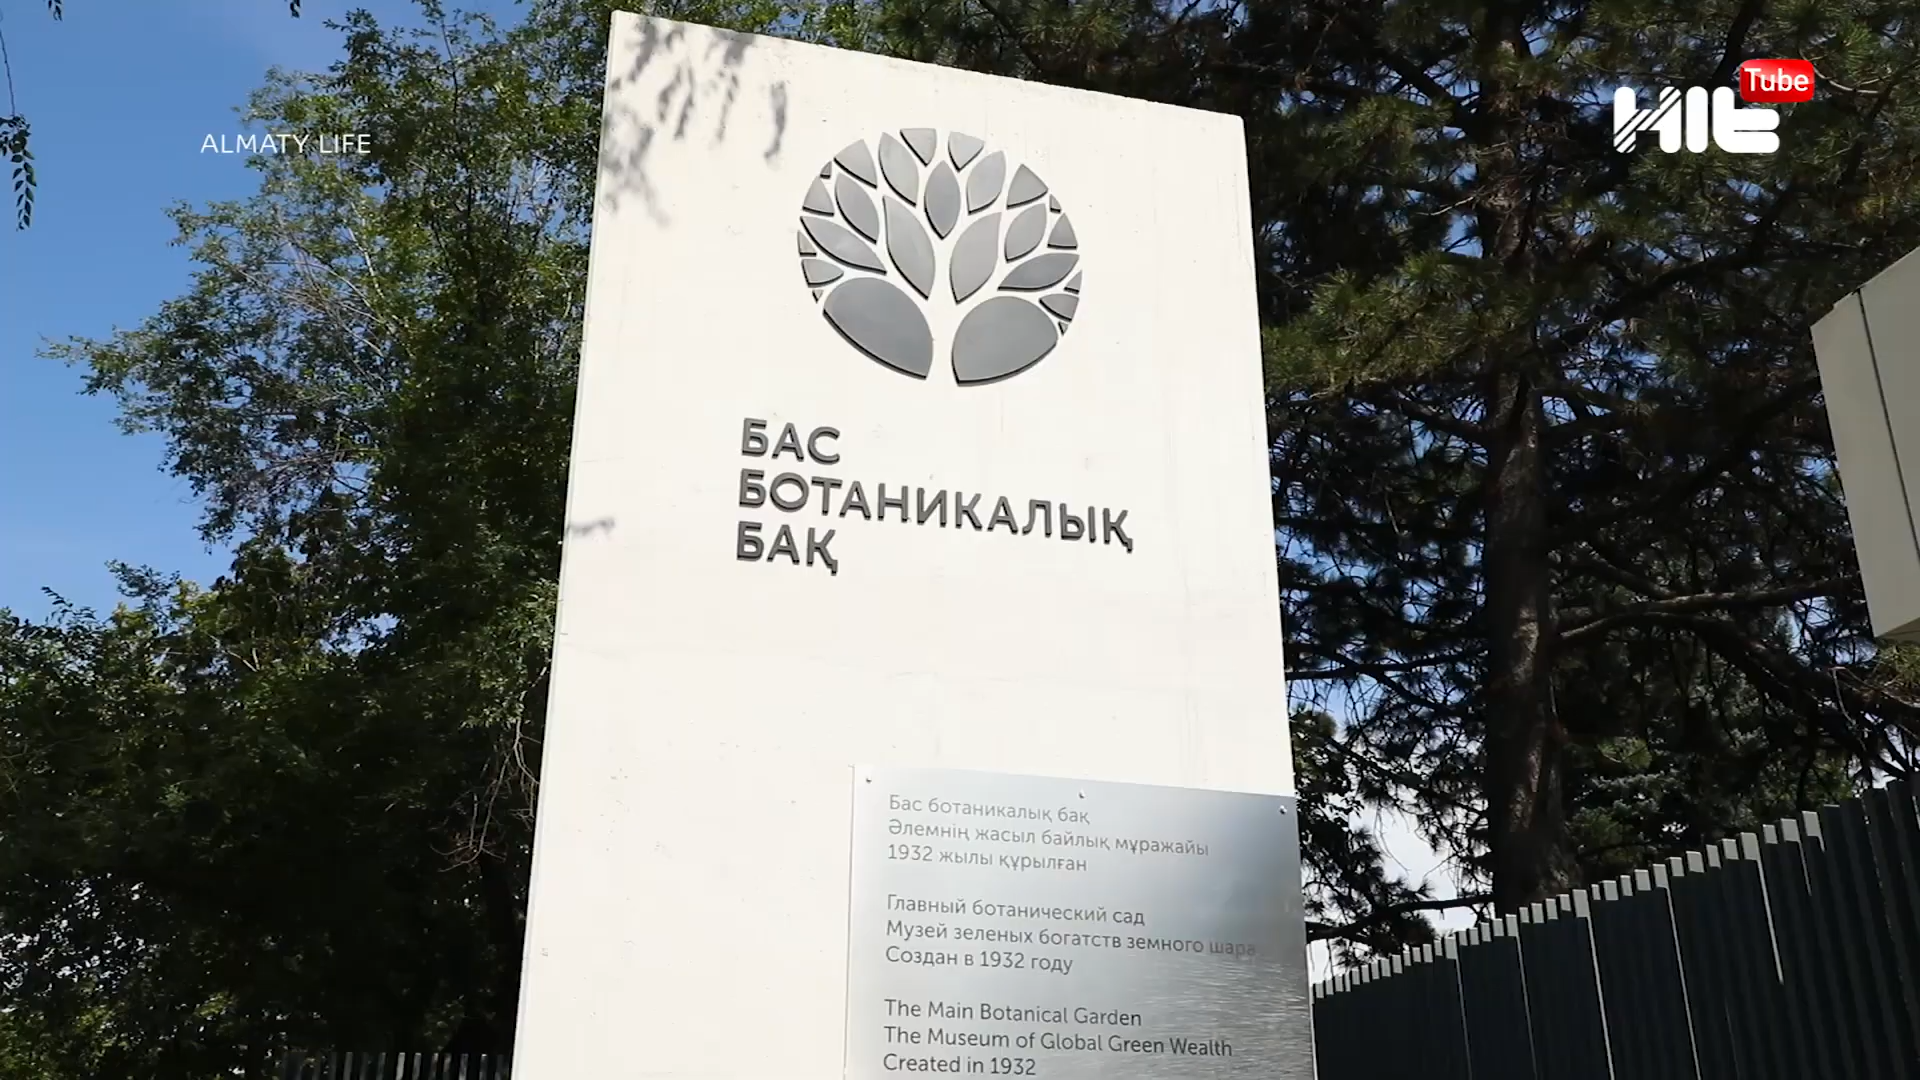 ALMATY LIFE
Tube
HIt
БАС
БОТАНИКАЛЫҚ
БАҚ
Бас ботаникалық бақ
Әлемнің жасыл байлық мұражайы
1932 жылы құрылған
Главный ботанический сад
Музей зеленых богатств земного шара
Создан в 1932 году
The Main Botanical Garden
The Museum of Global Green Wealth
Created in 1932